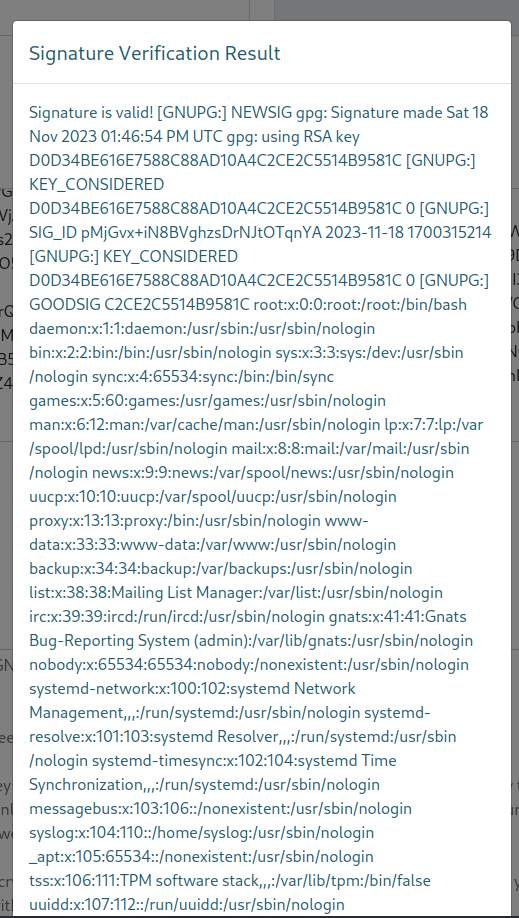 Signature Verification Result
Signature is valid! [GNUPG:] NEWSIG gpg: Signature made Sat 18
Nov 2023 01:46:54 PM UTC gpg: using RSA key
D0D34BE616E7588C88AD10A4C2CE2C5514B9581C [GNUPG:]
KEY_CONSIDERED
D0D34BE616E7588C88AD10A4C2CE2C5514B9581C 0 [GNUPG:]
SIG_ID pMjGvx+iN8BVghzsDrNJtOTqnYA 2023-11-18 1700315214
[GNUPG:] KEY_CONSIDERED
D0D34BE616E7588C88AD10A4C2CE2C5514B9581C 0 [GNUPG:]
GOODSIG C2CE2C5514B9581C root:x:0:0:root:/root:/bin/bash
daemon:x:1:1:daemon:/usr/sbin:/usr/sbin/nologin
bin:x:2:2:bin:/bin:/usr/sbin/nologin sys:x:3:3:sys:/dev:/usr/sbin
/nologin sync:x:4:65534:sync:/bin:/bin/sync
games:x:5:60:games:/usr/games:/usr/sbin/nologin
man:x:6:12:man:/var/cache/man:/usr/sbin/nologin lp:x:7:7:lp:/var
/spool/lpd:/usr/sbin/nologin mail:x:8:8:mail:/var/mail:/usr/sbin
/nologin news:x:9:9:news:/var/spool/news:/usr/sbin/nologin
uucp:x:10:10:uucp:/var/spool/uucp:/usr/sbin/nologin
proxy:x:13:13:proxy:/bin:/usr/sbin/nologin www-
data:x:33:33:www-data:/var/www:/usr/sbin/nologin
backup:x:34:34:backup:/var/backups:/usr/sbin/nologin
list:x:38:38:Mailing List Manager:/var/list:/usr/sbin/nologin
irc:x:39:39:ircd:/run/ircd:/usr/sbin/nologin gnats:x:41:41:Gnats
Bug-Reporting System (admin):/var/lib/gnats:/usr/sbin/nologin
nobody:x:65534:65534:nobody:/nonexistent:/usr/sbin/nologin
systemd-network:x:100:102:systemd Network
Management,,,:/run/systemd:/usr/sbin/nologin systemd-
resolve:x:101:103:systemd Resolver,,,:/run/systemd:/usr/sbin
/nologin systemd-timesync:x:102:104:systemd Time
Synchronization,,,:/run/systemd:/usr/sbin/nologin
messagebus:x:103:106::/nonexistent:/usr/sbin/nologin
syslog:x:104:110::/home/syslog:/usr/sbin/nologin
_apt:x:105:65534::/nonexistent:/usr/sbin/nologin
tss:x:106:111:TPM software stack,,,:/var/lib/tpm:/bin/false
uuidd:x:107:112::/run/uuidd:/usr/sbin/nologin